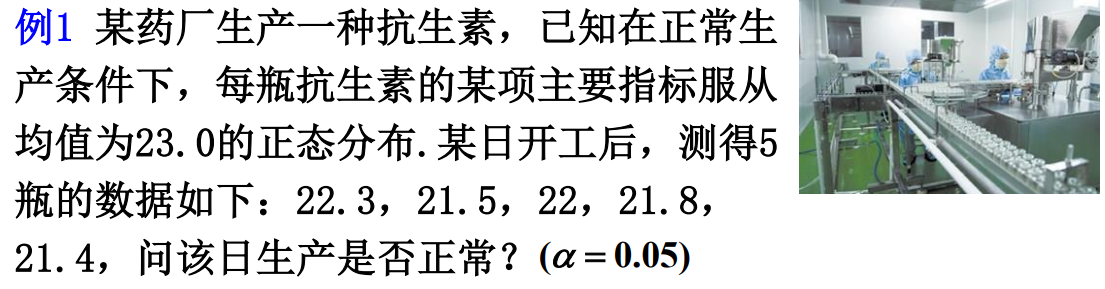 例1 某药厂生产一种抗生素，已知在正常生
产条件下，每瓶抗生素的某项主要指标服从
均值为23.0的正态分布.某日开工后，测得5
瓶的数据如下：22.3，21.5，22，21.8，
21.4，问该日生产是否正常？(α=0.05)